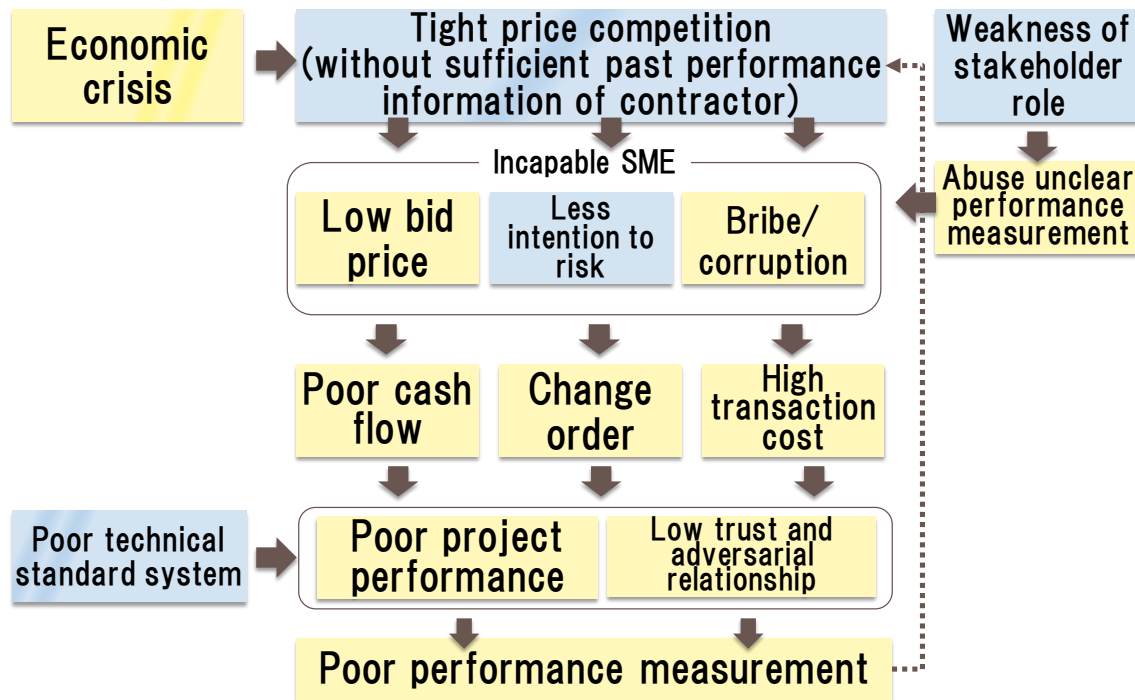 Economic
crisis
Tight price competition
(without sufficient past performance
information of contractor)
Weakness of
stakeholder
role
Incapable SME
Low bid
price
Less
intention to
risk
Bribe/
corruption
Abuse unclear
performance
measurement
Poor cash
flow
Change
order
High
transaction
cost
Poor technical
standard system
Poor project
performance
Low trust and
adversarial
relationship
Poor performance measurement